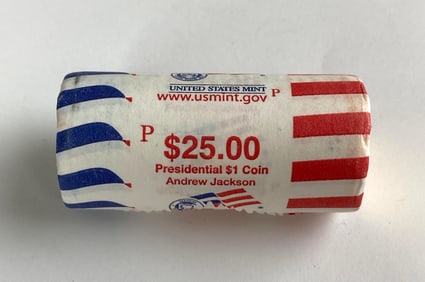 UNITED STATES MINT
www.usmint.gov P
P
$25.00
Presidential $1 Coin
Andrew Jackson